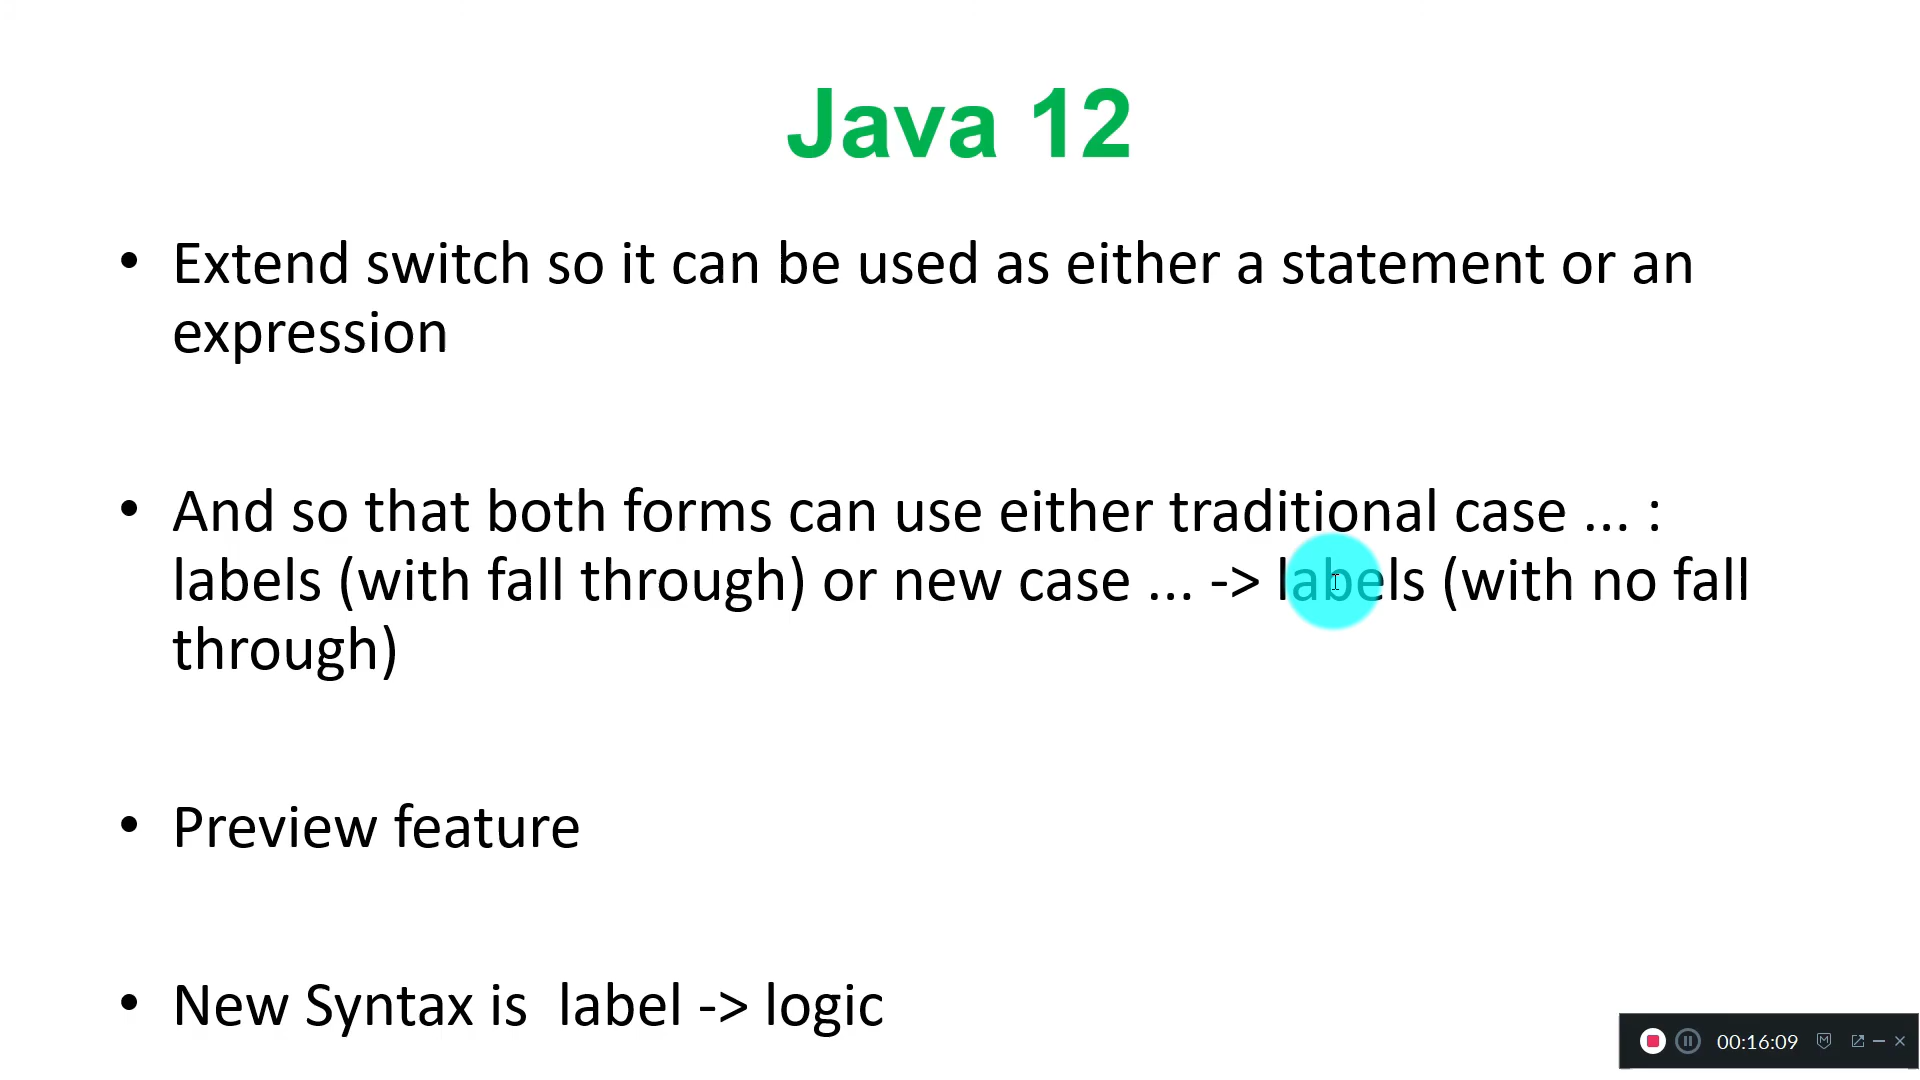 Java 12
• Extend switch so it can be used as either a statement or an
expression
• And so that both forms can use either traditional case ... :
labels (with fall through) or new case ... -> labels (with no fall
through)
• Preview feature
• New Syntax is  label -> logic
00:16:09